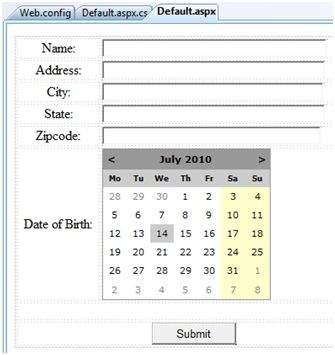 Web.config Default.aspx.cs Default.aspx
Name:
Address:
City:
State:
Zipcode:
Date of Birth:
< July 2010 >
Mo Tu We Th Fr Sa Su
28 29 30 1 2 3 4
5 6 7 8 9 10 11
12 13 14 15 16 17 18
19 20 21 22 23 24 25
26 27 28 29 30 31 1
2 3 4 5 6 7 8
Submit